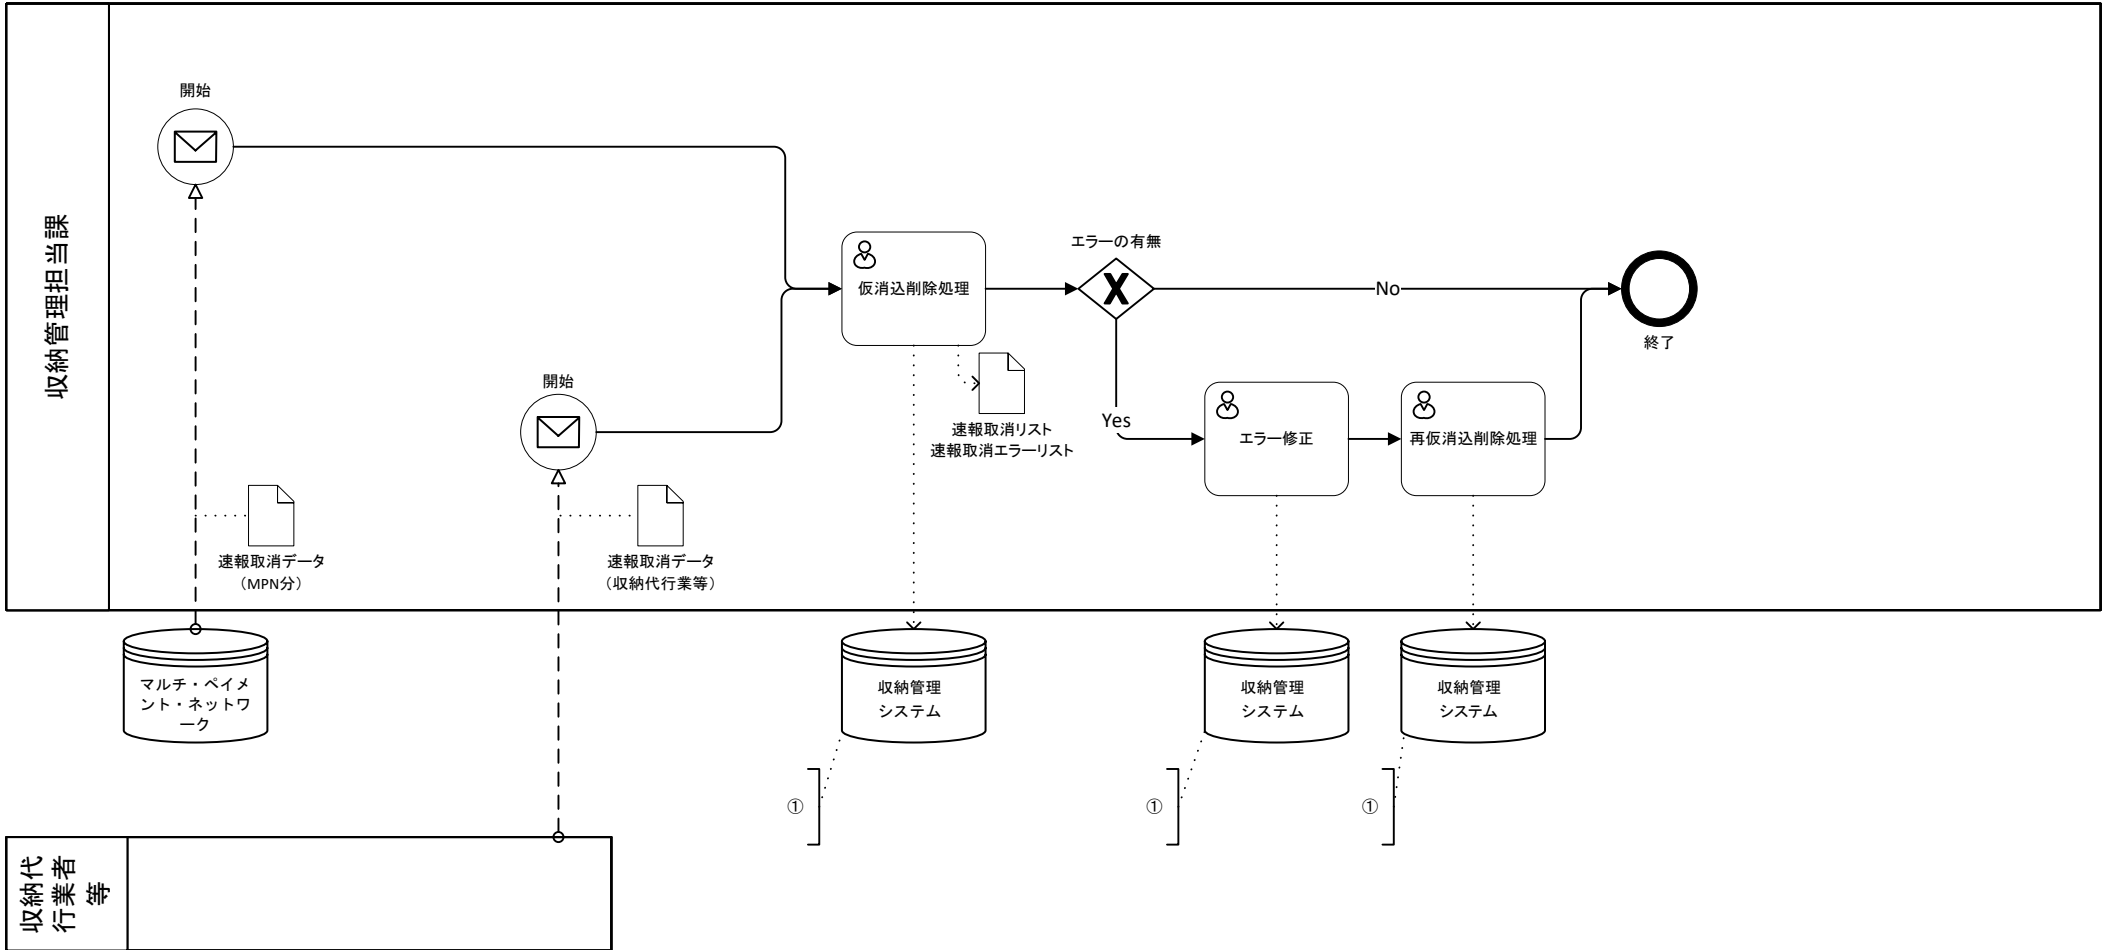 収納管理担当課
開始
開始
仮消込削除処理
エラーの有無
No
Yes
終了
エラー修正
再仮消込削除処理
速報取消リスト
速報取消エラーリスト
速報取消データ
（MPN分）
速報取消データ
（収納代行業等）
マルチ・ペイメ
ント・ネットワ
ーク
収納管理
システム
収納管理
システム
収納管理
システム
①
①
①
収納代
行業者
等